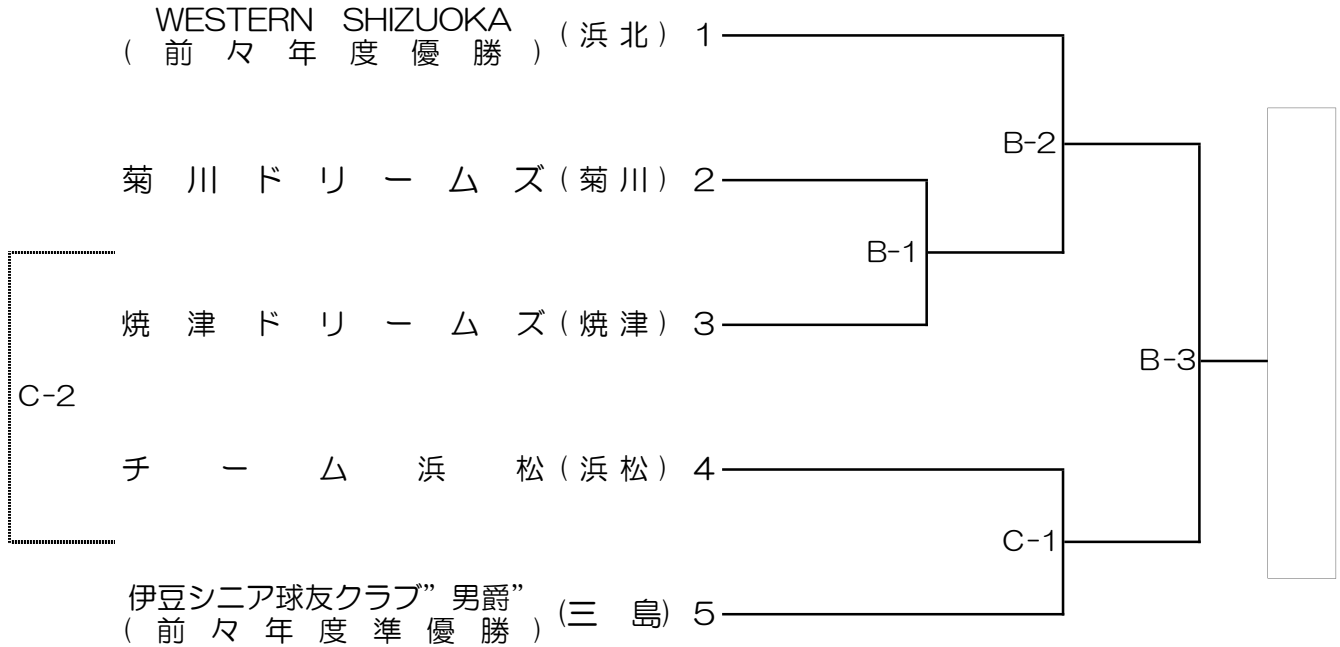 WESTERN SHIZUOKA
(前々年度優勝)
(浜北) 1
B-2
菊川ドリームズ (菊川) 2
B-1
焼津ドリームズ (焼津) 3
B-3
C-2
チーム浜松 (浜松) 4
C-1
伊豆シニア球友クラブ”男爵”
(前々年度準優勝)
(三島) 5